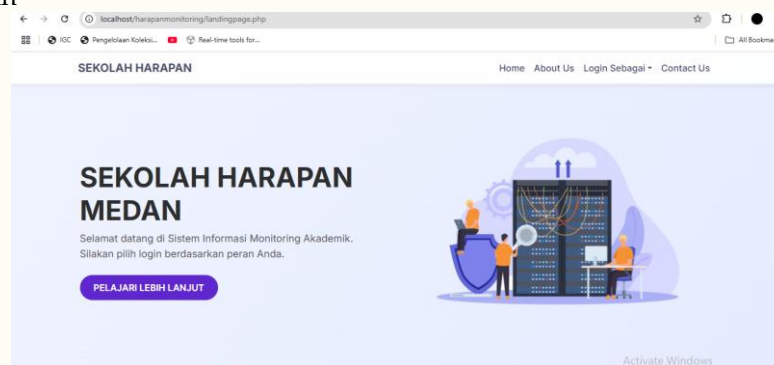 localhost/harapanmonitoring/landingpage.php
IGC Pengelolaan Koleksi... Real-time tools for...
SEKOLAH HARAPAN Home About Us Login Sebagai Contact Us
SEKOLAH HARAPAN
MEDAN
Selamat datang di Sistem Informasi Monitoring Akademik.
Silakan pilih login berdasarkan peran Anda.
PELAJARI LEBIH LANJUT
Activate Windows